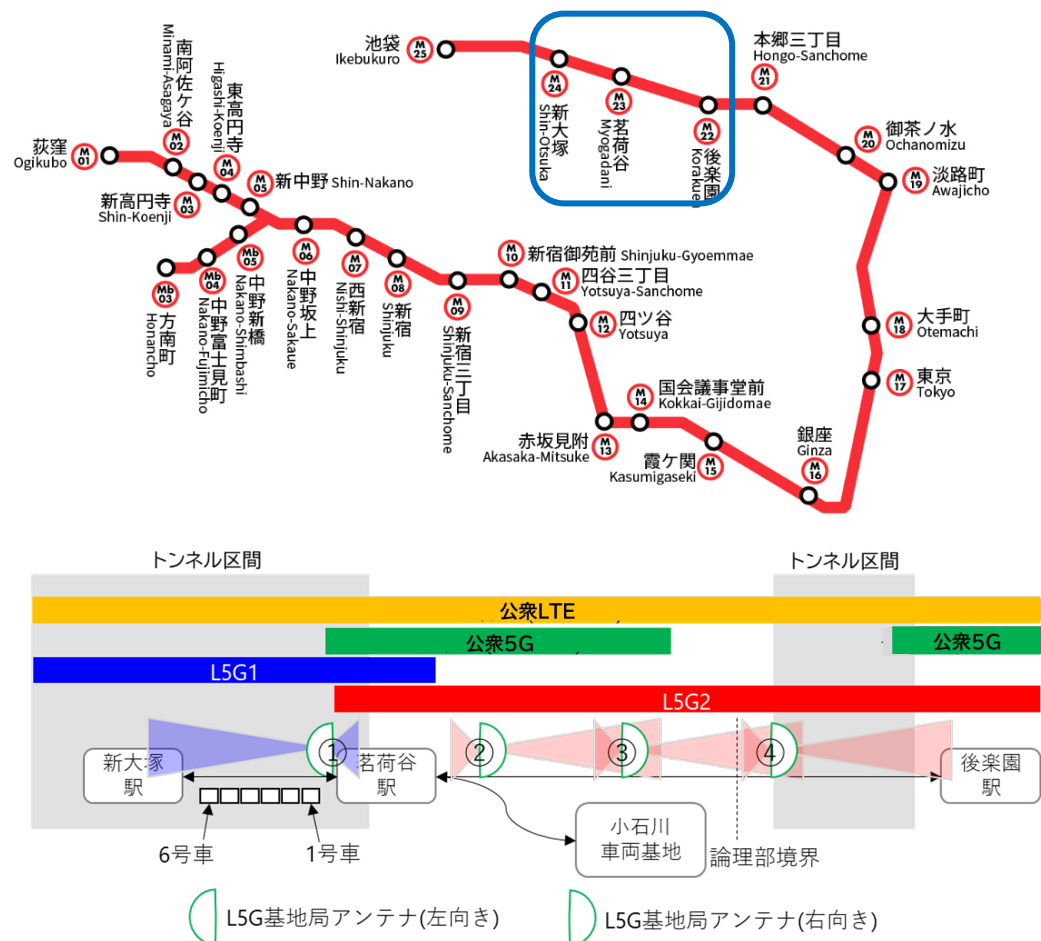 池袋
Ikebukuro
M
25
M
24
新大塚
Shin-Otsuka
M
23
茗荷谷
Myogadani
M
22
後楽園
Korakuen
本郷三丁目
Hongo-Sanchome
M
21
御茶ノ水
Ochanomizu
M
20
M
19
淡路町
Awajicho
大手町
Otemachi
M
18
東京
Tokyo
M
17
銀座
Ginza
M
16
霞ケ関
Kasumigaseki
M
15
国会議事堂前
Kokkai-Gijidomae
M
14
赤坂見附
Akasaka-Mitsuke
M
13
四ツ谷
Yotsuya
M
12
四谷三丁目
Yotsuya-Sanchome
M
11
新宿御苑前 Shinjuku-Gyoemmae
M
10
M
09
新宿三丁目
Shinjuku-Sanchome
M
08
新宿
Shinjuku
M
07
西新宿
Nishi-Shinjuku
M
06
中野坂上
Nakano-Sakaue
M
05
新中野 Shin-Nakano
東高円寺
Higashi-Koenji
M
04
新高円寺
Shin-Koenji
M
03
南阿佐ケ谷
Minami-Asagaya
M
02
荻窪
Ogikubo
M
01
Mb
05
中野新橋
Nakano-Shimbashi
Mb
04
中野富士見町
Nakano-Fujimicho
Mb
03
方南町
Honancho
トンネル区間
トンネル区間
公衆LTE
公衆5G
公衆5G
L5G1
L5G2
①
②
③
④
新大塚
駅
茗荷谷
駅
後楽園
駅
6号車
1号車
小石川
車両基地
論理部境界
L5G基地局アンテナ(左向き)
L5G基地局アンテナ(右向き)